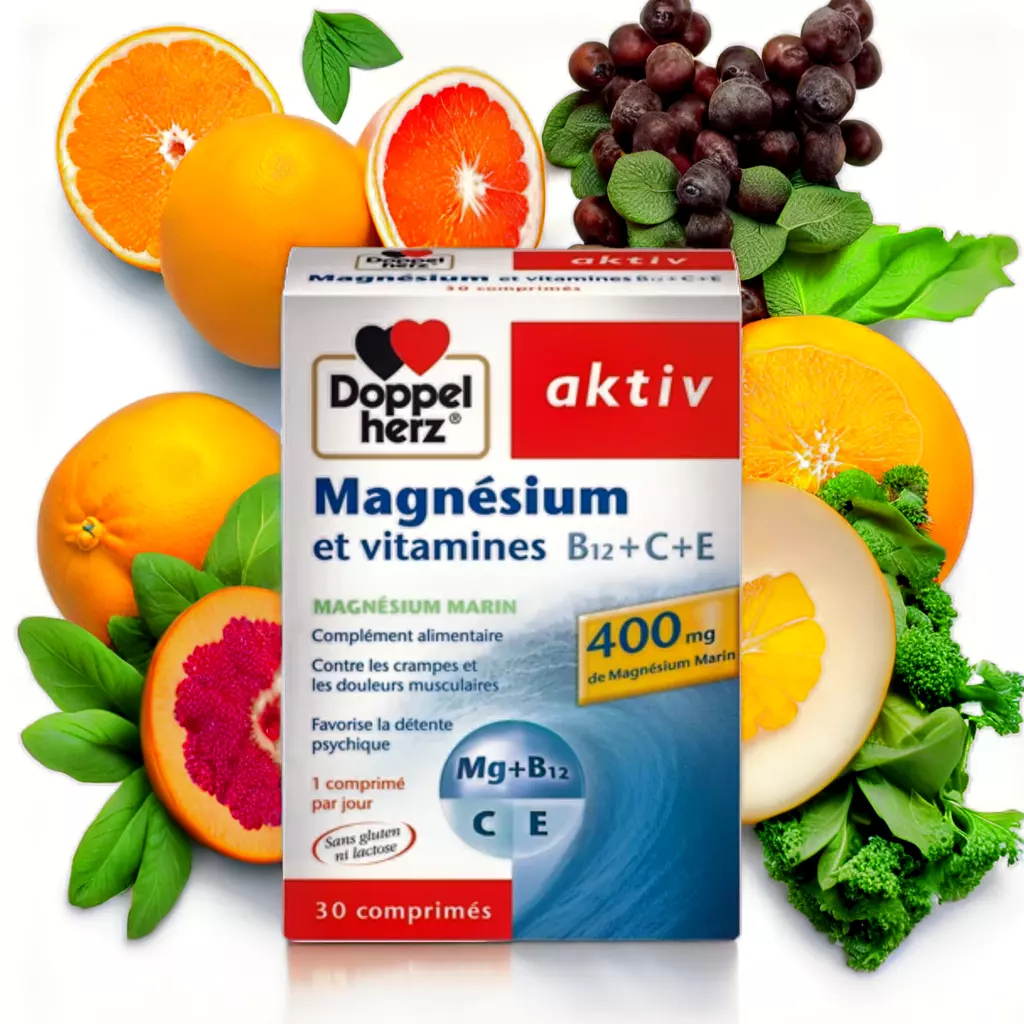 Doppel
herz
aktiv
Magnésium et vitamines B12+C+E
30 comprimés
Doppel
herz®
aktiv
Magnésium
et vitamines B12+C+E
MAGNÉSIUM MARIN
Complément alimentaire
Contre les crampes et
les douleurs musculaires
400 mg
de Magnésium Marin
Favorise la détente
psychique
Mg+B12
C E
1 comprimé
par jour
Sans gluten
ni lactose
30 comprimés